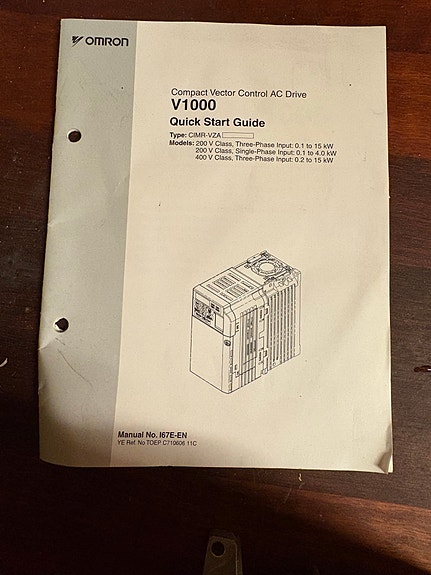 OMRON
Compact Vector Control AC Drive
V1000
Quick Start Guide
Type: CIMR-VZA
Models: 200 V Class, Three-Phase Input: 0.1 to 15 kW
200 V Class, Single-Phase Input: 0.1 to 4.0 kW
400 V Class, Three-Phase Input: 0.2 to 15 kW
Manual No. I67E-EN
YE Ref. No TOEP C710606 11C